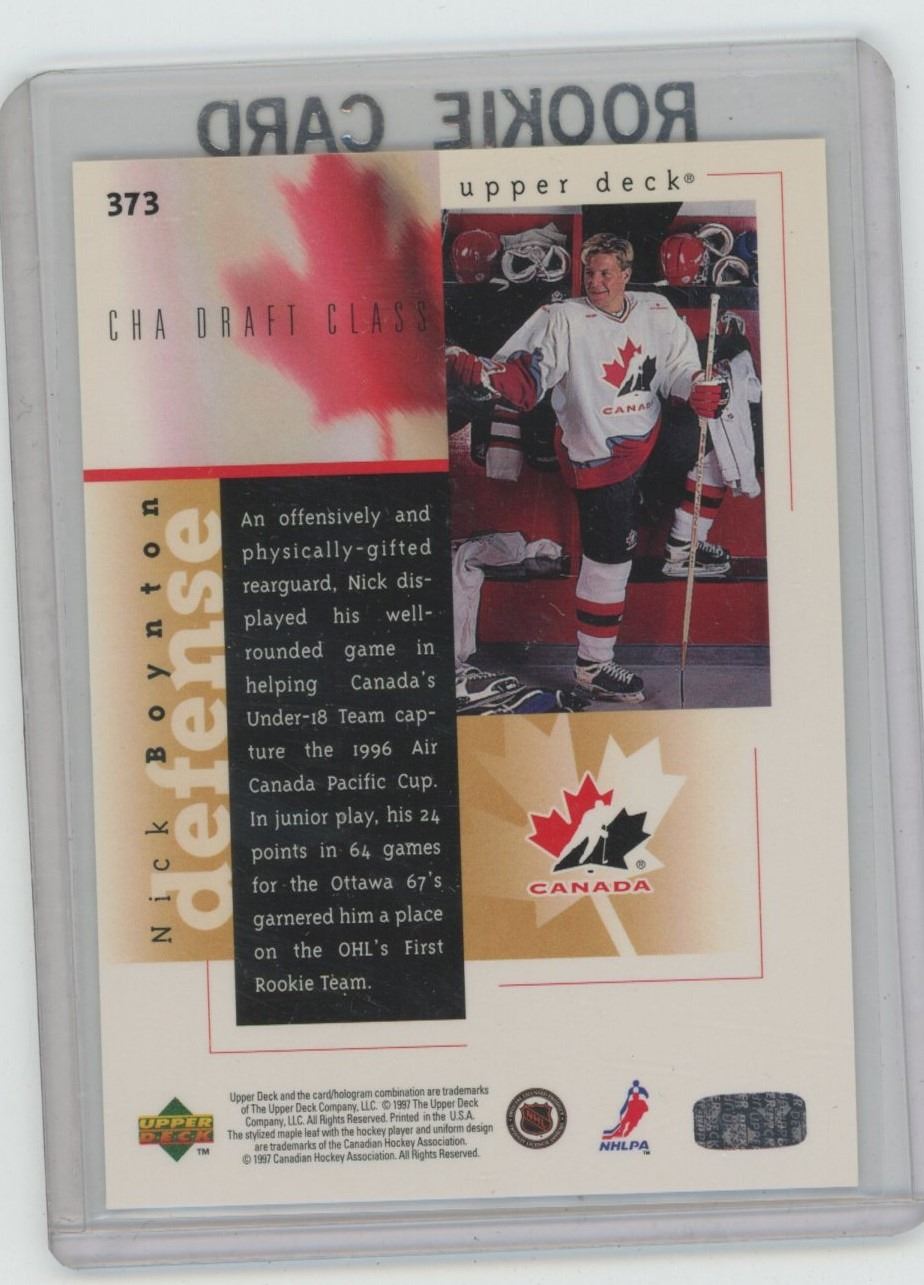 ROOKIE CARD
373
upper deck®
CHA DRAFT CLASS
CANADA
Nick Boynton
defense
An offensively and
physically-gifted
rearguard, Nick dis-
played his well-
rounded game in
helping Canada's
Under-18 Team cap-
ture the 1996 Air
Canada Pacific Cup.
In junior play, his 24
points in 64 games
for the Ottawa 67's
garnered him a place
on the OHL's First
Rookie Team.
®
CANADA
UPPER
DECK
™
Upper Deck and the card/hologram combination are trademarks
of The Upper Deck Company, LLC. © 1997 The Upper Deck
Company, LLC. All Rights Reserved. Printed in the U.S.A.
The stylized maple leaf with the hockey player and uniform design
are trademarks of the Canadian Hockey Association.
© 1997 Canadian Hockey Association. All Rights Reserved.
NHL
NHLPA
™